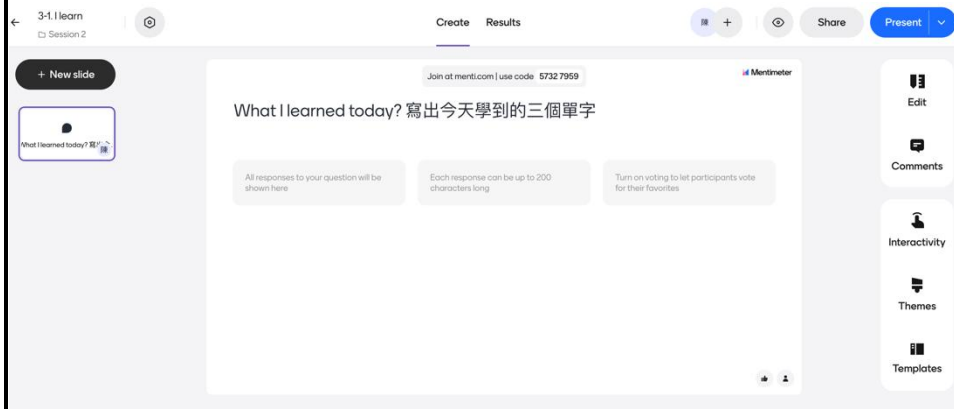 3-1. I learn
Session 2
Create Results
陳 +
Share
Present
+ New slide
What I learned today? 寫
陳
Join at menti.com | use code 5732 7959
Mentimeter
What I learned today? 寫出今天學到的三個單字
All responses to your question will be
shown here
Each response can be up to 200
characters long
Turn on voting to let participants vote
for their favorites
Edit
Comments
Interactivity
Themes
Templates